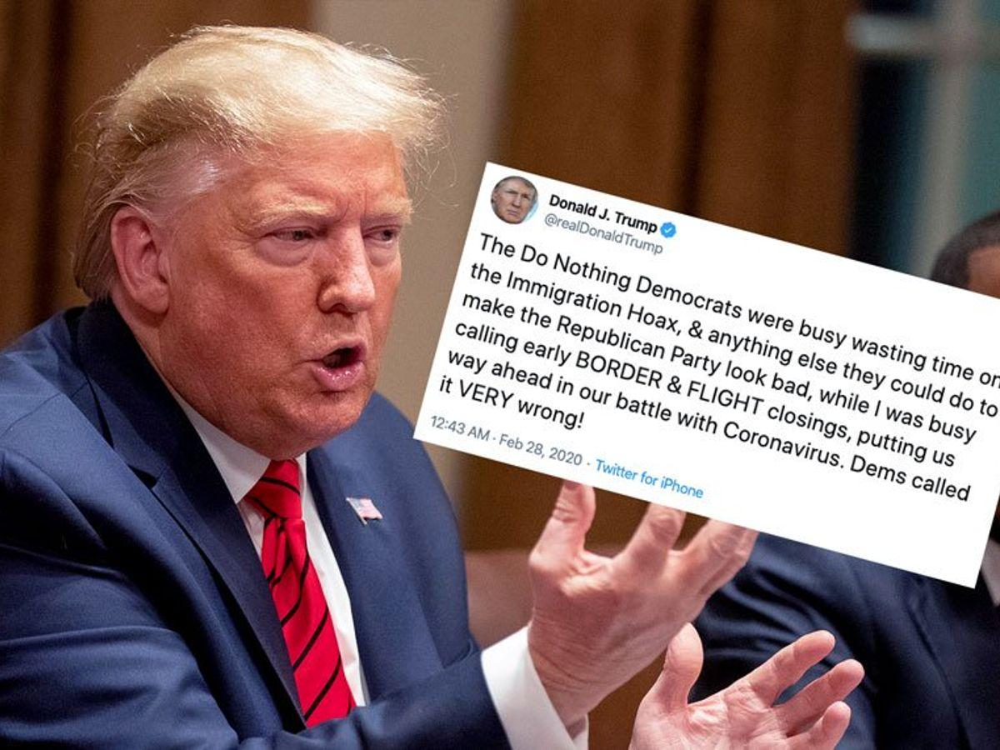 Donald J. Trump
@realDonaldTrump
The Do Nothing Democrats were busy wasting time on
the Immigration Hoax, & anything else they could do to
make the Republican Party look bad, while I was busy
calling early BORDER & FLIGHT closings, putting us
way ahead in our battle with Coronavirus. Dems called
it VERY wrong!
12:43 AM · Feb 28, 2020 · Twitter for iPhone